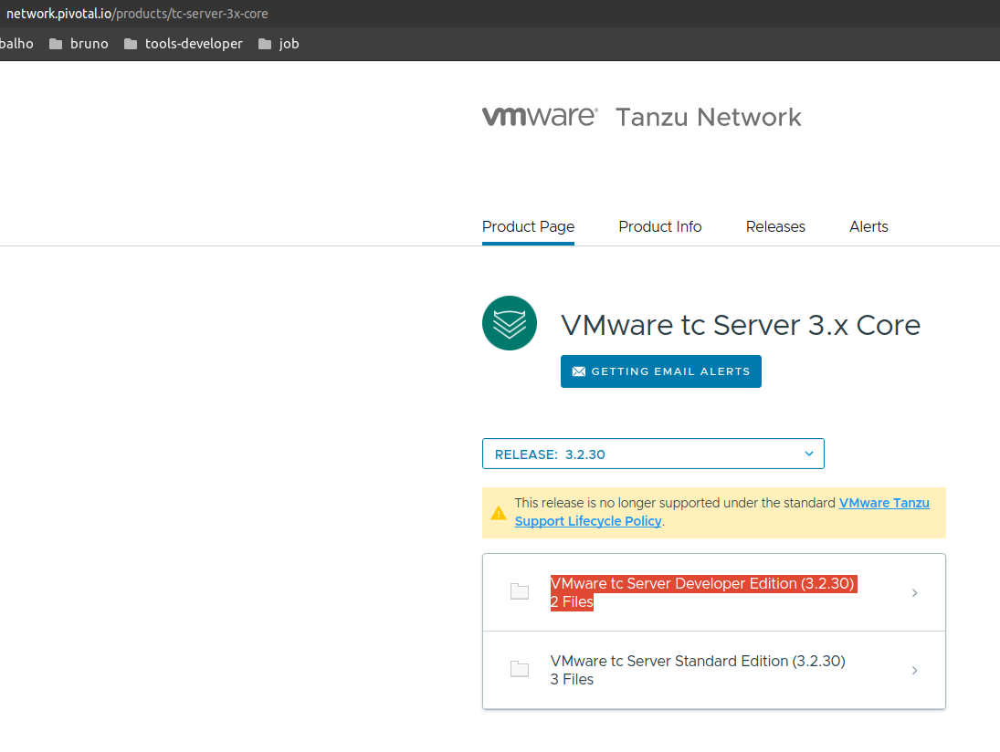 network.pivotal.io/products/tc-server-3x-core
balho bruno tools-developer job
vmware® Tanzu Network
Product Page Product Info Releases Alerts
VMware tc Server 3.x Core
GETTING EMAIL ALERTS
RELEASE: 3.2.30
This release is no longer supported under the standard VMware Tanzu
Support Lifecycle Policy.
VMware tc Server Developer Edition (3.2.30)
2 Files
VMware tc Server Standard Edition (3.2.30)
3 Files